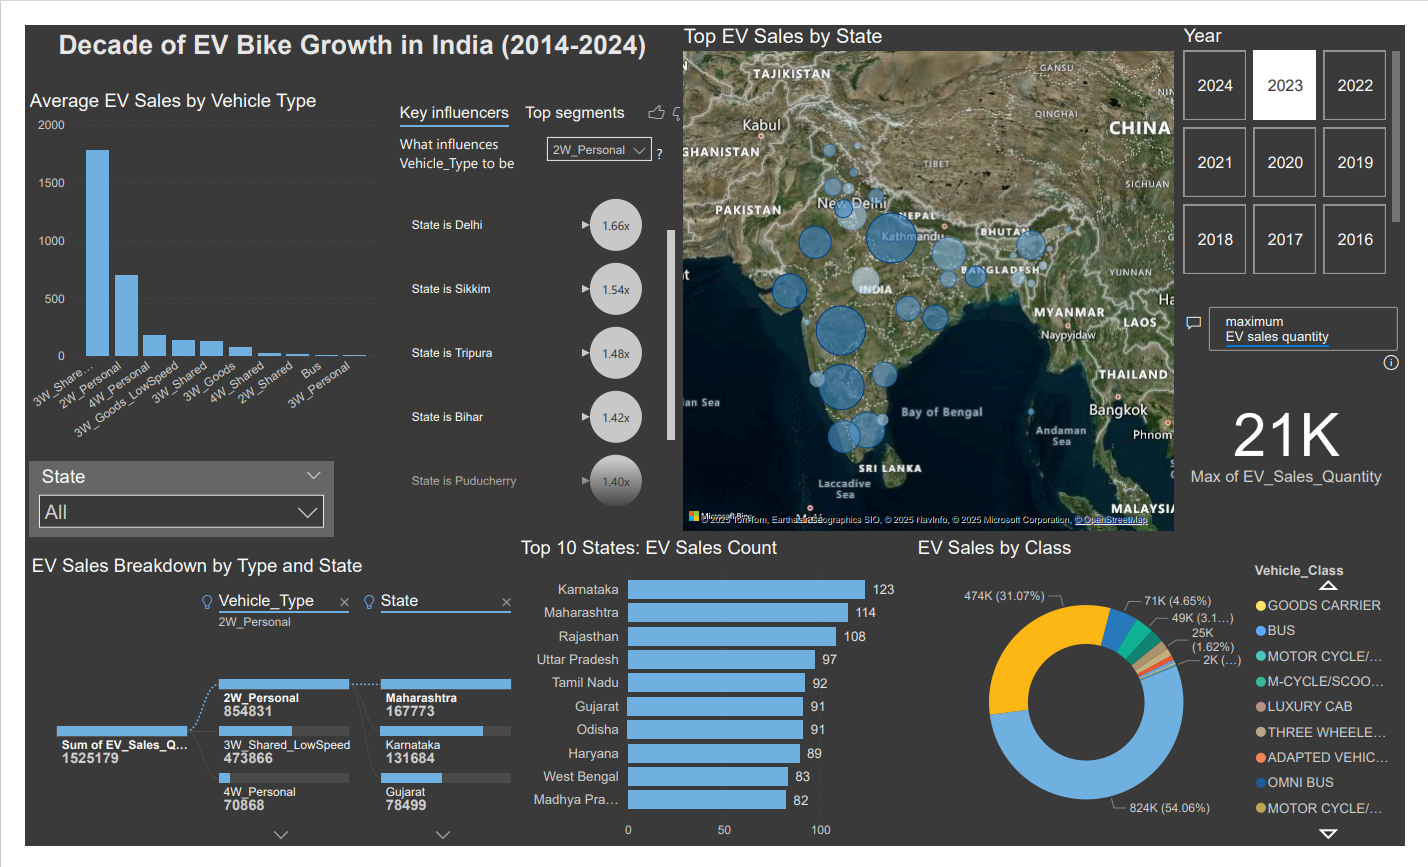 Decade of EV Bike Growth in India (2014-2024)
Average EV Sales by Vehicle Type
2000
1500
1000
500
0
3W_Share...
2W_Personal
4W_Personal
3W_Goods_LowSpeed
3W_Shared
3W_Goods
4W_Shared
2W_Shared
Bus
3W_Personal
Key influencers
Top segments
What influences
Vehicle_Type to be
2W_Personal
?
State is Delhi
1.66x
State is Sikkim
1.54x
State is Tripura
1.48x
State is Bihar
1.42x
State is Puducherry
1.40x
Top EV Sales by State
TAJIKISTAN
GANSU
QINGHAI
Kabul
CHINA
GHANISTAN
TIBET
SICHUAN
New Delhi
PAKISTAN
NEPAL
Kathmandu
BHUTAN
BANGLADESH
YUNNAN
INDIA
MYANMAR
LAOS
Naypyidaw
THAILAND
Bangkok
an Sea
Bay of Bengal
Andaman
Sea
Phnom
SRI LANKA
Laccadive
Sea
MALAYSIA
© 2025 TomTom, Earthstar Geographics SIO, © 2025 NavInfo, © 2025 Microsoft Corporation, © OpenStreetMap
Year
2024
2023
2022
2021
2020
2019
2018
2017
2016
maximum
EV sales quantity
21K
Max of EV_Sales_Quantity
State
All
EV Sales Breakdown by Type and State
Vehicle_Type
2W_Personal
State
Sum of EV_Sales_Q...
1525179
2W_Personal
854831
3W_Shared_LowSpeed
473866
4W_Personal
70868
Maharashtra
167773
Karnataka
131684
Gujarat
78499
Top 10 States: EV Sales Count
Karnataka 123
Maharashtra 114
Rajasthan 108
Uttar Pradesh 97
Tamil Nadu 92
Gujarat 91
Odisha 91
Haryana 89
West Bengal 83
Madhya Pra... 82
0 50 100
EV Sales by Class
474K (31.07%)
71K (4.65%)
49K (3.1...)
25K
(1.62%)
2K (...)
824K (54.06%)
Vehicle_Class
GOODS CARRIER
BUS
MOTOR CYCLE/...
M-CYCLE/SCOO...
LUXURY CAB
THREE WHEELE...
ADAPTED VEHIC...
OMNI BUS
MOTOR CYCLE/...